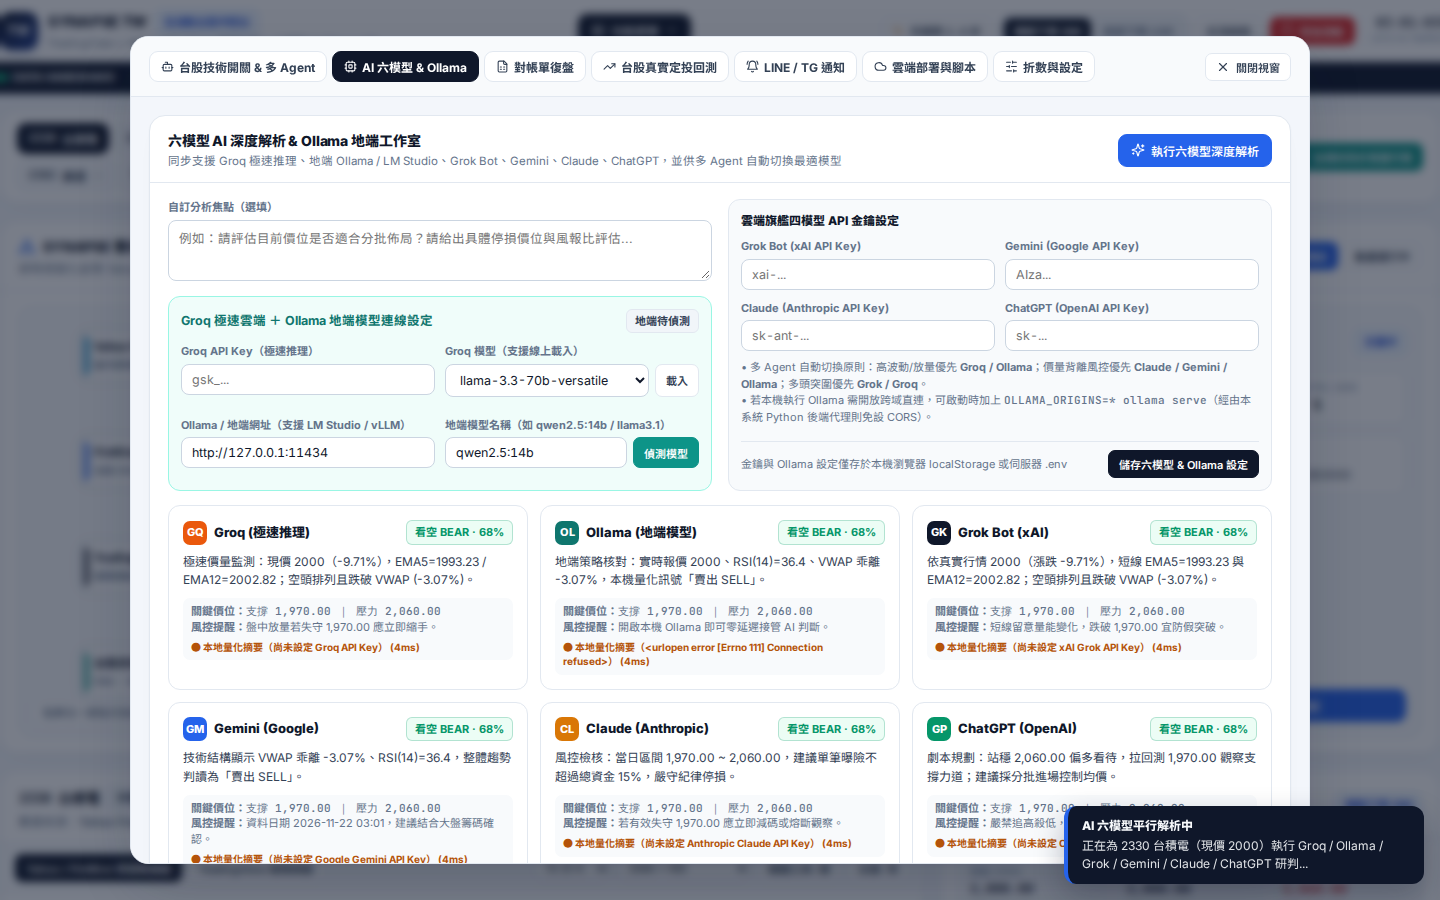 台股技術開關 & 多 Agent
AI 六模型 & Ollama
對帳單復盤
台股真實定投回測
LINE / TG 通知
雲端部署與腳本
折數與設定
關閉視窗
六模型 AI 深度解析 & Ollama 地端工作室
同步支援 Groq 極速推理、地端 Ollama / LM Studio、Grok Bot、Gemini、Claude、ChatGPT，並供多 Agent 自動切換最適模型
執行六模型深度解析
自訂分析焦點（選填）
例如：請評估目前價位是否適合分批佈局？請給出具體停損價位與風報比評估...
Groq 極速雲端 ＋ Ollama 地端模型連線設定
地端待偵測
Groq API Key（極速推理）
gsk_...
Groq 模型（支援線上載入）
llama-3.3-70b-versatile
載入
Ollama / 地端網址（支援 LM Studio / vLLM）
http://127.0.0.1:11434
地端模型名稱（如 qwen2.5:14b / llama3.1）
qwen2.5:14b
偵測模型
雲端旗艦四模型 API 金鑰設定
Grok Bot (xAI API Key)
xai-...
Gemini (Google API Key)
AIza...
Claude (Anthropic API Key)
sk-ant-...
ChatGPT (OpenAI API Key)
sk-...
• 多 Agent 自動切換原則：高波動/放量優先 Groq / Ollama；價量背離風控優先 Claude / Gemini /
Ollama；多頭突圍優先 Grok / Groq。
• 若本機執行 Ollama 需開放跨域直連，可啟動時加上 OLLAMA_ORIGINS=* ollama serve（經由本
系統 Python 後端代理則免設 CORS）。
金鑰與 Ollama 設定僅存於本機瀏覽器 localStorage 或伺服器 .env
儲存六模型 & Ollama 設定
GQ Groq (極速推理)
看空 BEAR · 68%
極速價量監測：現價 2000（-9.71%），EMA5=1993.23 /
EMA12=2002.82；空頭排列且跌破 VWAP (-3.07%)。
關鍵價位：支撐 1,970.00 | 壓力 2,060.00
風控提醒：盤中放量若失守 1,970.00 應立即縮手。
● 本地量化摘要（尚未設定 Groq API Key） (4ms)
OL Ollama (地端模型)
看空 BEAR · 68%
地端策略核對：實時報價 2000、RSI(14)=36.4、VWAP 乖離
-3.07%，本機量化訊號「賣出 SELL」。
關鍵價位：支撐 1,970.00 | 壓力 2,060.00
風控提醒：開啟本機 Ollama 即可零延遲接管 AI 判斷。
● 本地量化摘要（<urlopen error [Errno 111] Connection
refused>） (4ms)
GK Grok Bot (xAI)
看空 BEAR · 68%
依真實行情 2000（漲跌 -9.71%），短線 EMA5=1993.23 與
EMA12=2002.82；空頭排列且跌破 VWAP (-3.07%)。
關鍵價位：支撐 1,970.00 | 壓力 2,060.00
風控提醒：短線留意量能變化，跌破 1,970.00 宜防假突破。
● 本地量化摘要（尚未設定 xAI Grok API Key） (4ms)
GM Gemini (Google)
看空 BEAR · 68%
技術結構顯示 VWAP 乖離 -3.07%、RSI(14)=36.4，整體趨勢
判讀為「賣出 SELL」。
關鍵價位：支撐 1,970.00 | 壓力 2,060.00
風控提醒：資料日期 2026-11-22 03:01，建議結合大盤籌碼確
認。
● 本地量化摘要（尚未設定 Google Gemini API Key） (4ms)
CL Claude (Anthropic)
看空 BEAR · 68%
風控檢核：當日區間 1,970.00 ~ 2,060.00，建議單筆曝險不
超過總資金 15%，嚴守紀律停損。
關鍵價位：支撐 1,970.00 | 壓力 2,060.00
風控提醒：若有效失守 1,970.00 應立即減碼或熔斷觀察。
● 本地量化摘要（尚未設定 Anthropic Claude API Key） (4ms)
GP ChatGPT (OpenAI)
看空 BEAR · 68%
劇本規劃：站穩 2,060.00 偏多看待，拉回測 1,970.00 觀察支
撐力道；建議採分批進場控制均價。
關鍵價位：支撐 1,970.00 | 壓力 2,060.00
風控提醒：嚴禁追高殺低，
● 本地量化摘要（尚未設定
AI 六模型平行解析中
正在為 2330 台積電（現價 2000）執行 Groq / Ollama /
Grok / Gemini / Claude / ChatGPT 研判...